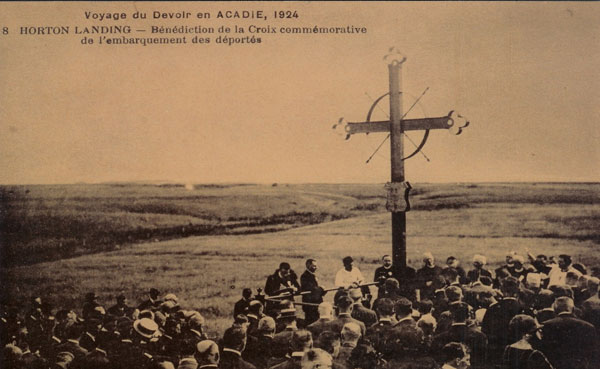 Voyage du Devoir en ACADIE, 1924
8 HORTON LANDING — Bénédiction de la Croix commémorative
de l'embarquement des déportés